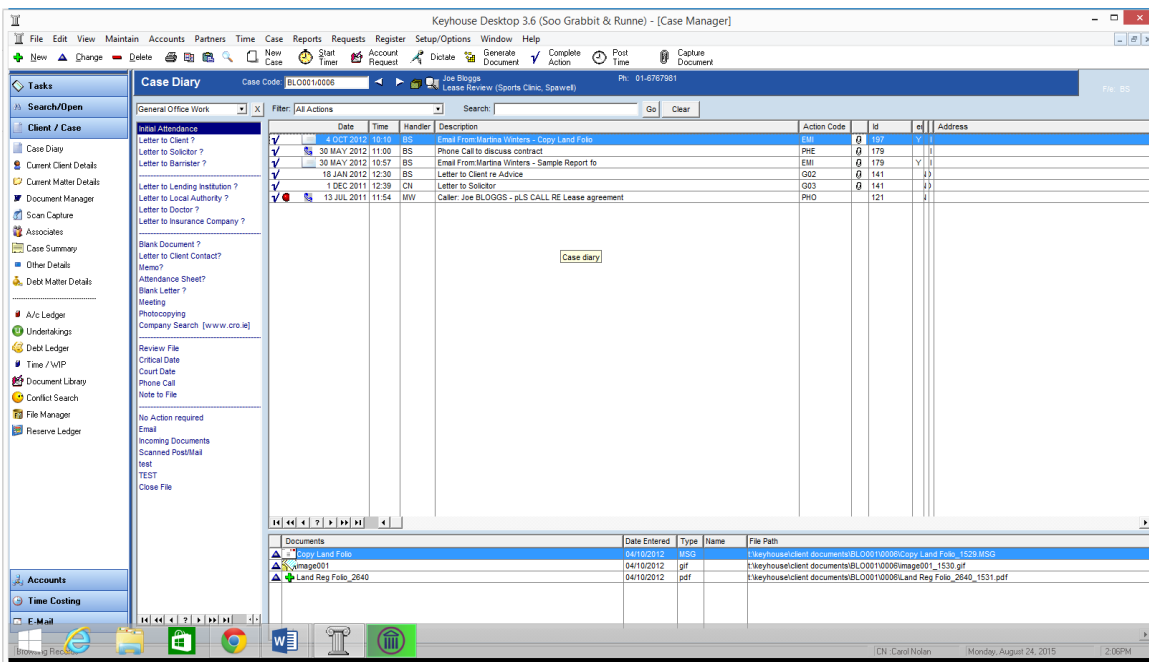 Keyhouse Desktop 3.6 (Soo Grabbit & Runne) - [Case Manager]
File Edit View Maintain Accounts Partners Time Case Reports Requests Register Setup/Options Window Help
New Change Delete New Case Start Timer Account Request Dictate Generate Document Complete Action Post Time Capture Document
Tasks
Search/Open
Client / Case
Case Diary
Current Client Details
Current Matter Details
Document Manager
Scan Capture
Associates
Case Summary
Other Details
Debt Matter Details
A/c Ledger
Undertakings
Debt Ledger
Time / WIP
Document Library
Conflict Search
File Manager
Reserve Ledger
Accounts
Time Costing
E-Mail
Case Diary Case Code: BLO001/0006 Joe Bloggs Ph: 01-6767981
Lease Review (Sports Clinic, Spawell)
General Office Work X Filter: All Actions Search: Go Clear
Initial Attendance
Letter to Client ?
Letter to Solicitor ?
Letter to Barrister ?
Letter to Lending Institution ?
Letter to Local Authority ?
Letter to Doctor ?
Letter to Insurance Company ?
Blank Document ?
Letter to Client Contact?
Memo?
Attendance Sheet?
Blank Letter ?
Meeting
Photocopying
Company Search [www.cro.ie]
Review File
Critical Date
Court Date
Phone Call
Note to File
No Action required
Email
Incoming Documents
Scanned Post/Mail
test
TEST
Close File
Date Time Handler Description Action Code Id Address
4 OCT 2012 10:10 BS Email From:Martina Winters - Copy Land Folio EMI 197 Y
30 MAY 2012 11:00 BS Phone Call to discuss contract PHE 179
30 MAY 2012 10:57 BS Email From:Martina Winters - Sample Report fo EMI 179 Y
18 JAN 2012 12:30 BS Letter to Client re Advice G02 141
1 DEC 2011 12:39 CN Letter to Solicitor G03 141
13 JUL 2011 11:54 MW Caller: Joe BLOGGS - pLS CALL RE Lease agreement PHO 121
Case diary
Documents Date Entered Type Name File Path
Copy Land Folio 04/10/2012 MSG t:\keyhouse\client documents\BLO001\0006\Copy Land Folio_1529.MSG
image001 04/10/2012 gif t:\keyhouse\client documents\BLO001\0006\image001_1530.gif
Land Reg Folio_2640 04/10/2012 pdf t:\keyhouse\client documents\BLO001\0006\Land Reg Folio_2640_1531.pdf
CN :Carol Nolan Monday, August 24, 2015 2:06PM